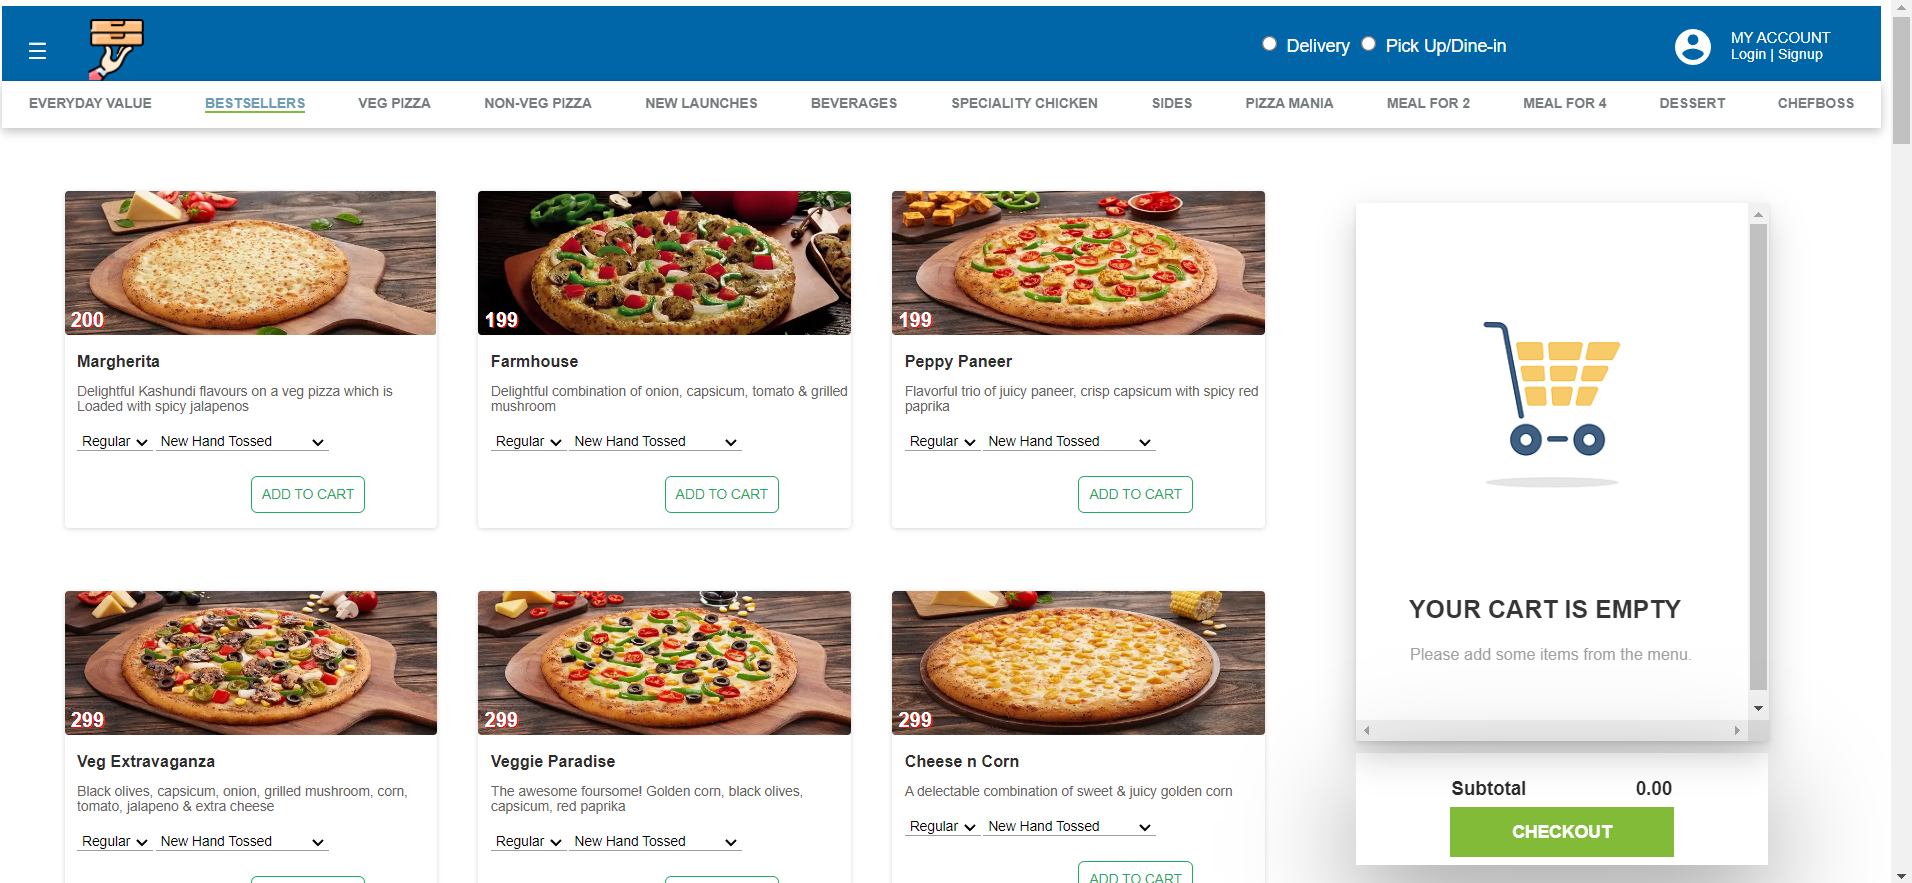 Delivery Pick Up/Dine-in
MY ACCOUNT
Login | Signup
EVERYDAY VALUE BESTSELLERS VEG PIZZA NON-VEG PIZZA NEW LAUNCHES BEVERAGES SPECIALITY CHICKEN SIDES PIZZA MANIA MEAL FOR 2 MEAL FOR 4 DESSERT CHEFBOSS
200
Margherita
Delightful Kashundi flavours on a veg pizza which is
Loaded with spicy jalapenos
Regular New Hand Tossed
ADD TO CART
199
Farmhouse
Delightful combination of onion, capsicum, tomato & grilled
mushroom
Regular New Hand Tossed
ADD TO CART
199
Peppy Paneer
Flavorful trio of juicy paneer, crisp capsicum with spicy red
paprika
Regular New Hand Tossed
ADD TO CART
299
Veg Extravaganza
Black olives, capsicum, onion, grilled mushroom, corn,
tomato, jalapeno & extra cheese
Regular New Hand Tossed
299
Veggie Paradise
The awesome foursome! Golden corn, black olives,
capsicum, red paprika
Regular New Hand Tossed
299
Cheese n Corn
A delectable combination of sweet & juicy golden corn
Regular New Hand Tossed
ADD TO CART
YOUR CART IS EMPTY
Please add some items from the menu.
Subtotal 0.00
CHECKOUT